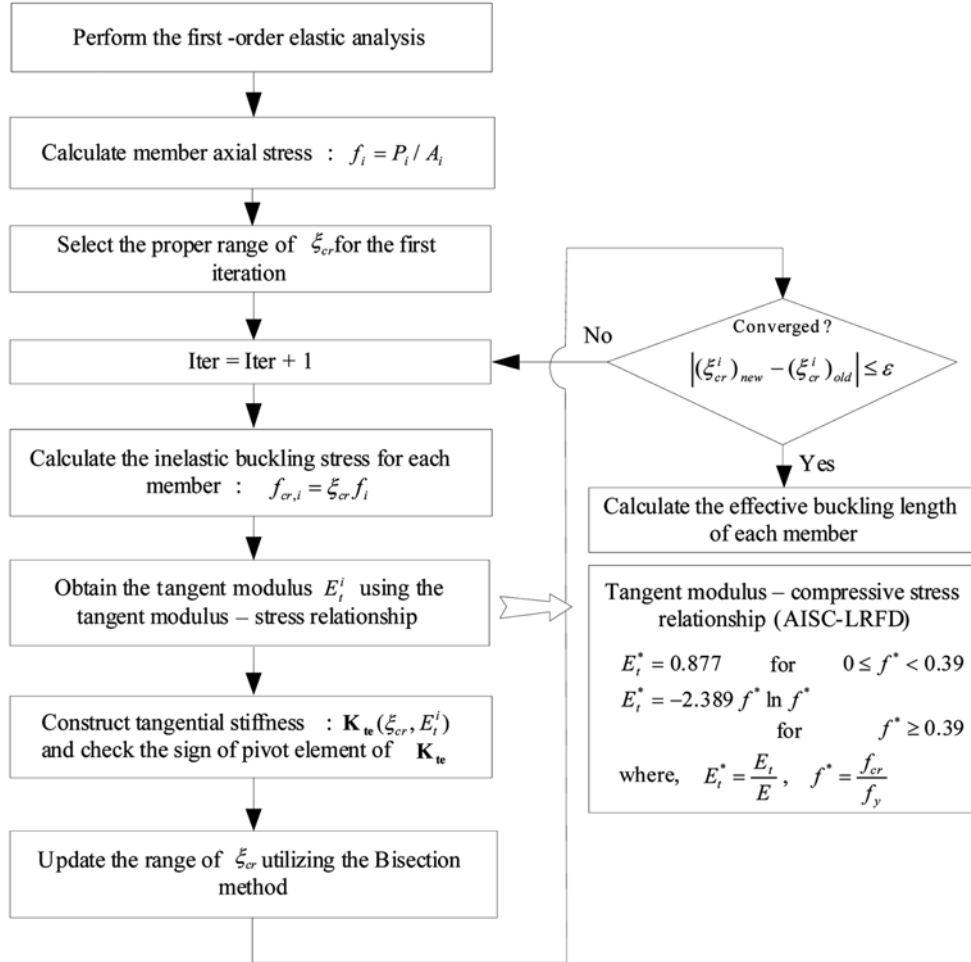 Perform the first -order elastic analysis
Calculate member axial stress : f_i = P_i / A_i
Select the proper range of ξ_cr for the first
iteration
Iter = Iter + 1
Calculate the inelastic buckling stress for each
member : f_cr,i = ξ_cr f_i
Obtain the tangent modulus E_t^i using the
tangent modulus – stress relationship
Construct tangential stiffness : K_te(ξ_cr, E_t^i)
and check the sign of pivot element of K_te
Update the range of ξ_cr utilizing the Bisection
method
No
Converged ?
|(ξ_cr^i)_new − (ξ_cr^i)_old| ≤ ε
Yes
Calculate the effective buckling length
of each member
Tangent modulus – compressive stress
relationship (AISC-LRFD)
E_t^* = 0.877 for 0 ≤ f^* < 0.39
E_t^* = −2.389 f^* ln f^*
for f^* ≥ 0.39
where, E_t^* = E_t / E , f^* = f_cr / f_y